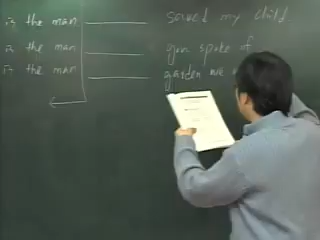 is the man ______ saved my child.
is the man ______ you spoke of
is the man ______ garden we